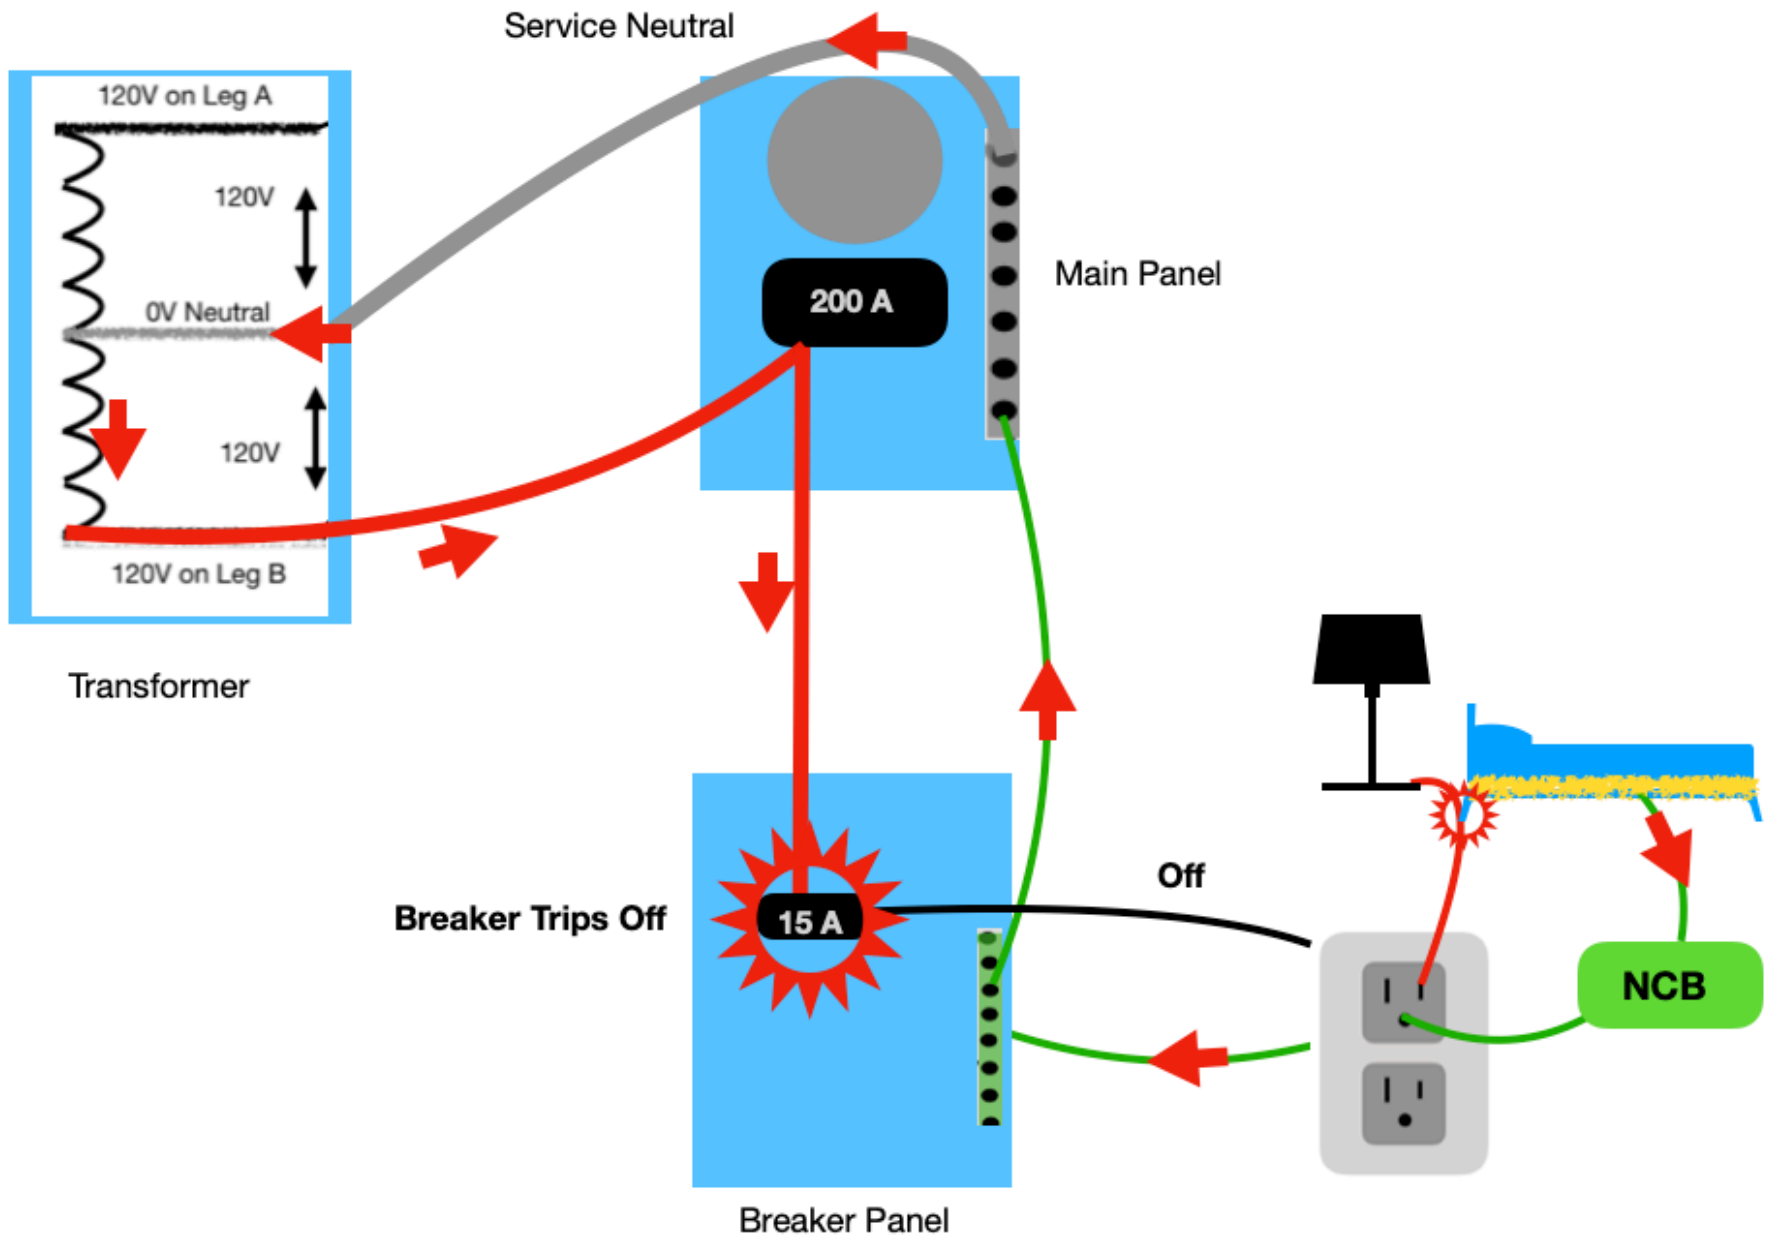 Service Neutral
120V on Leg A
120V
0V Neutral
120V
120V on Leg B
Transformer
200 A
Main Panel
Breaker Trips Off
15 A
Off
NCB
Breaker Panel